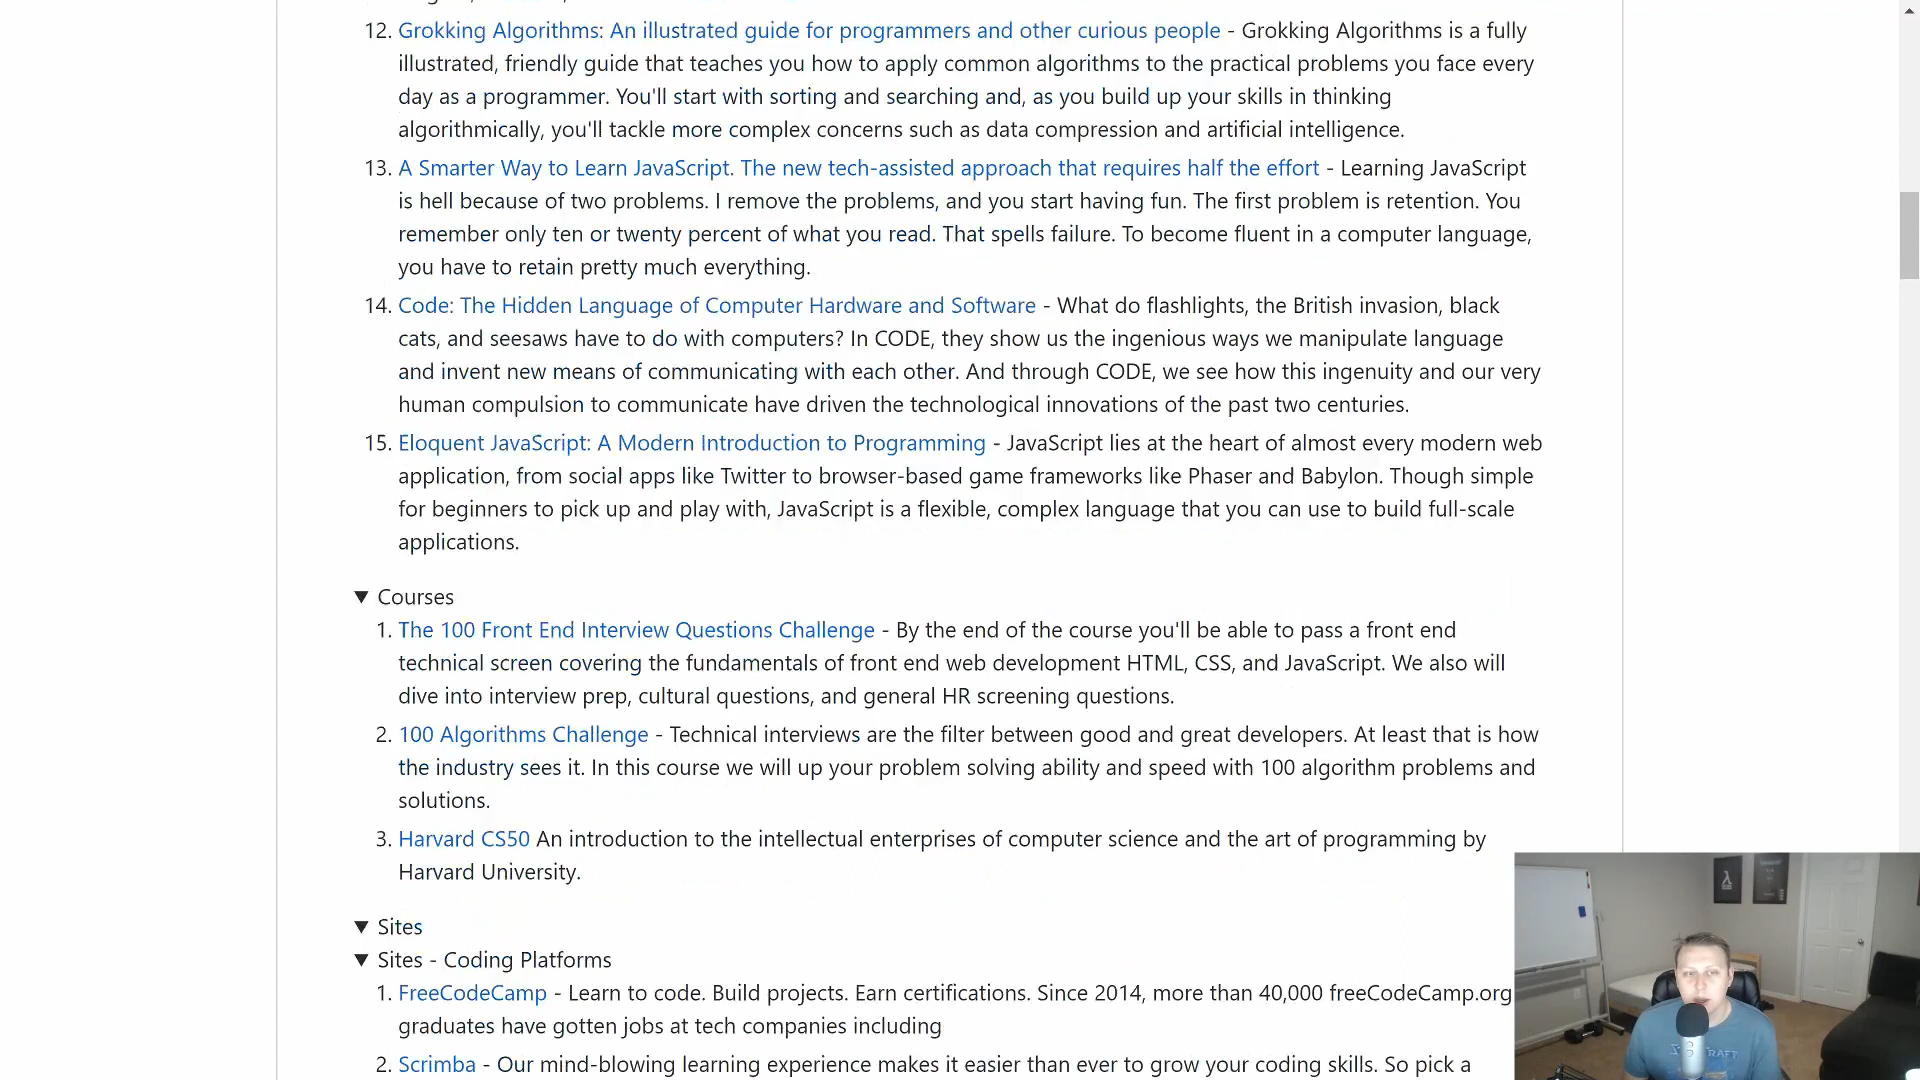 12. Grokking Algorithms: An illustrated guide for programmers and other curious people - Grokking Algorithms is a fully
illustrated, friendly guide that teaches you how to apply common algorithms to the practical problems you face every
day as a programmer. You'll start with sorting and searching and, as you build up your skills in thinking
algorithmically, you'll tackle more complex concerns such as data compression and artificial intelligence.
13. A Smarter Way to Learn JavaScript. The new tech-assisted approach that requires half the effort - Learning JavaScript
is hell because of two problems. I remove the problems, and you start having fun. The first problem is retention. You
remember only ten or twenty percent of what you read. That spells failure. To become fluent in a computer language,
you have to retain pretty much everything.
14. Code: The Hidden Language of Computer Hardware and Software - What do flashlights, the British invasion, black
cats, and seesaws have to do with computers? In CODE, they show us the ingenious ways we manipulate language
and invent new means of communicating with each other. And through CODE, we see how this ingenuity and our very
human compulsion to communicate have driven the technological innovations of the past two centuries.
15. Eloquent JavaScript: A Modern Introduction to Programming - JavaScript lies at the heart of almost every modern web
application, from social apps like Twitter to browser-based game frameworks like Phaser and Babylon. Though simple
for beginners to pick up and play with, JavaScript is a flexible, complex language that you can use to build full-scale
applications.
▼ Courses
1. The 100 Front End Interview Questions Challenge - By the end of the course you'll be able to pass a front end
technical screen covering the fundamentals of front end web development HTML, CSS, and JavaScript. We also will
dive into interview prep, cultural questions, and general HR screening questions.
2. 100 Algorithms Challenge - Technical interviews are the filter between good and great developers. At least that is how
the industry sees it. In this course we will up your problem solving ability and speed with 100 algorithm problems and
solutions.
3. Harvard CS50 An introduction to the intellectual enterprises of computer science and the art of programming by
Harvard University.
▼ Sites
▼ Sites - Coding Platforms
1. FreeCodeCamp - Learn to code. Build projects. Earn certifications. Since 2014, more than 40,000 freeCodeCamp.org
graduates have gotten jobs at tech companies including
2. Scrimba - Our mind-blowing learning experience makes it easier than ever to grow your coding skills. So pick a